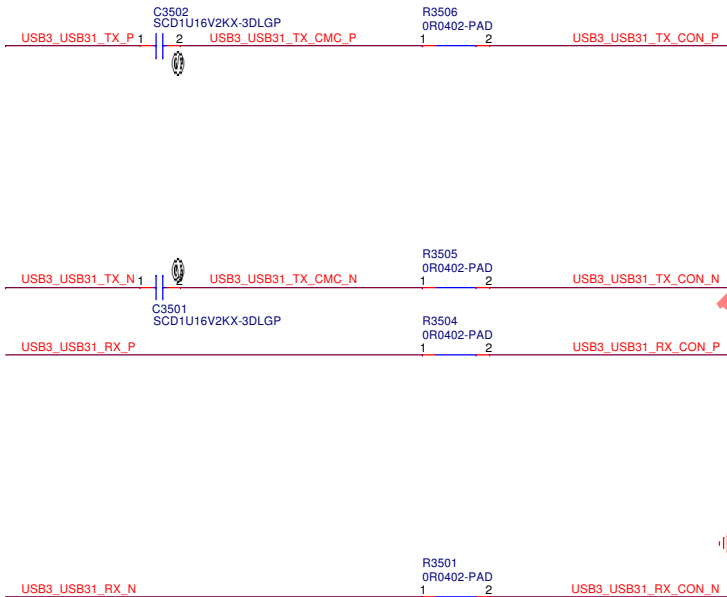 C3502
SCD1U16V2KX-3DLGP
R3506
0R0402-PAD
USB3_USB31_TX_P 1 2 USB3_USB31_TX_CMC_P 1 2 USB3_USB31_TX_CON_P
R3505
0R0402-PAD
USB3_USB31_TX_N 1 2 USB3_USB31_TX_CMC_N 1 2 USB3_USB31_TX_CON_N
C3501
SCD1U16V2KX-3DLGP
R3504
0R0402-PAD
USB3_USB31_RX_P 1 2 USB3_USB31_RX_CON_P
R3501
0R0402-PAD
USB3_USB31_RX_N 1 2 USB3_USB31_RX_CON_N